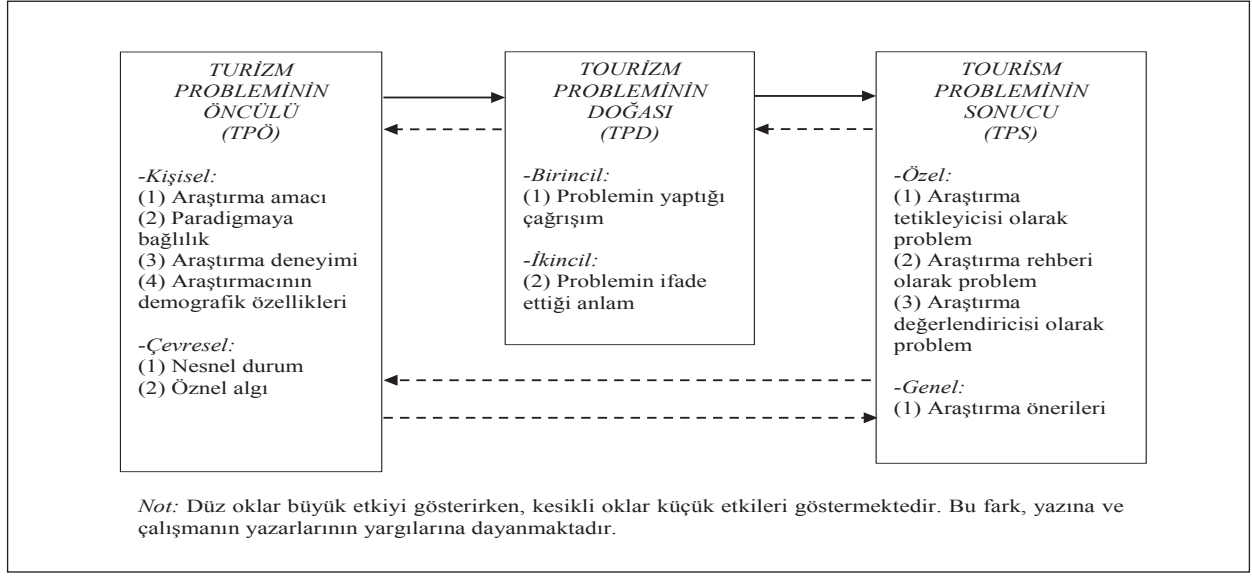 TURİZM
PROBLEMİNİN
ÖNCÜLÜ
(TPÖ)
-Kişisel:
(1) Araştırma amacı
(2) Paradigmaya
bağlılık
(3) Araştırma deneyimi
(4) Araştırmacının
demografik özellikleri
-Çevresel:
(1) Nesnel durum
(2) Öznel algı
TOURİZM
PROBLEMİNİN
DOĞASI
(TPD)
-Birincil:
(1) Problemin yaptığı
çağrışım
-İkincil:
(2) Problemin ifade
ettiği anlam
TOURİSM
PROBLEMİNİN
SONUCU
(TPS)
-Özel:
(1) Araştırma
tetikleyicisi olarak
problem
(2) Araştırma rehberi
olarak problem
(3) Araştırma
değerlendiricisi olarak
problem
-Genel:
(1) Araştırma önerileri
Not: Düz oklar büyük etkiyi gösterirken, kesikli oklar küçük etkileri göstermektedir. Bu fark, yazına ve
çalışmanın yazarlarının yargılarına dayanmaktadır.